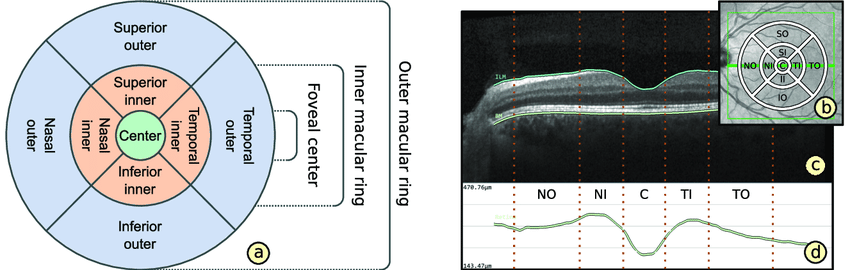 Superior
outer
Superior
inner
Nasal
outer
Nasal
inner
Center
Temporal
inner
Temporal
outer
Inferior
inner
Inferior
outer
Foveal center
Inner macular ring
Outer macular ring
a
ILM
BM
c
SO
SI
NO NI C TI TO
II
IO
b
470.76µm
NO NI C TI TO
143.47µm
d